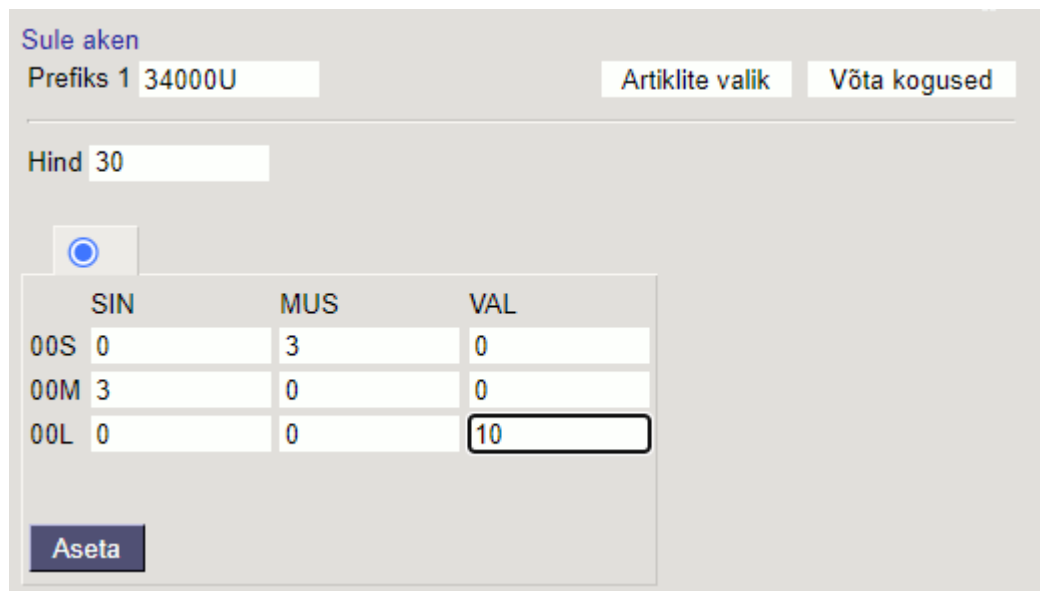 Sule aken
Prefiks 1 34000U Artiklite valik Võta kogused
Hind 30
SIN MUS VAL
00S 0 3 0
00M 3 0 0
00L 0 0 10
Aseta